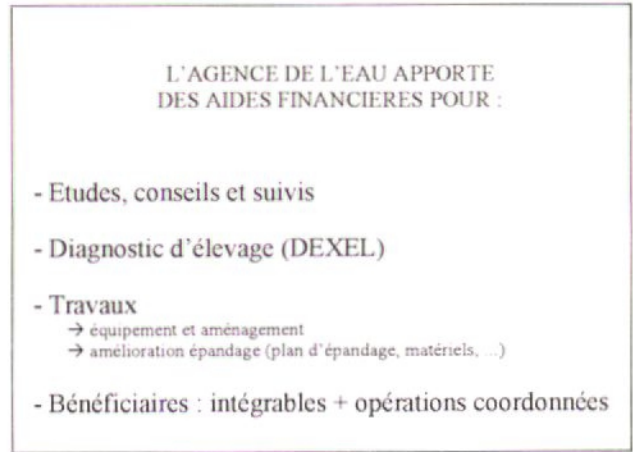 L'AGENCE DE L'EAU APPORTE
DES AIDES FINANCIERES POUR :
- Etudes, conseils et suivis
- Diagnostic d'élevage (DEXEL)
- Travaux
→ équipement et aménagement
→ amélioration épandage (plan d'épandage, matériels, ...)
- Bénéficiaires : intégrables + opérations coordonnées